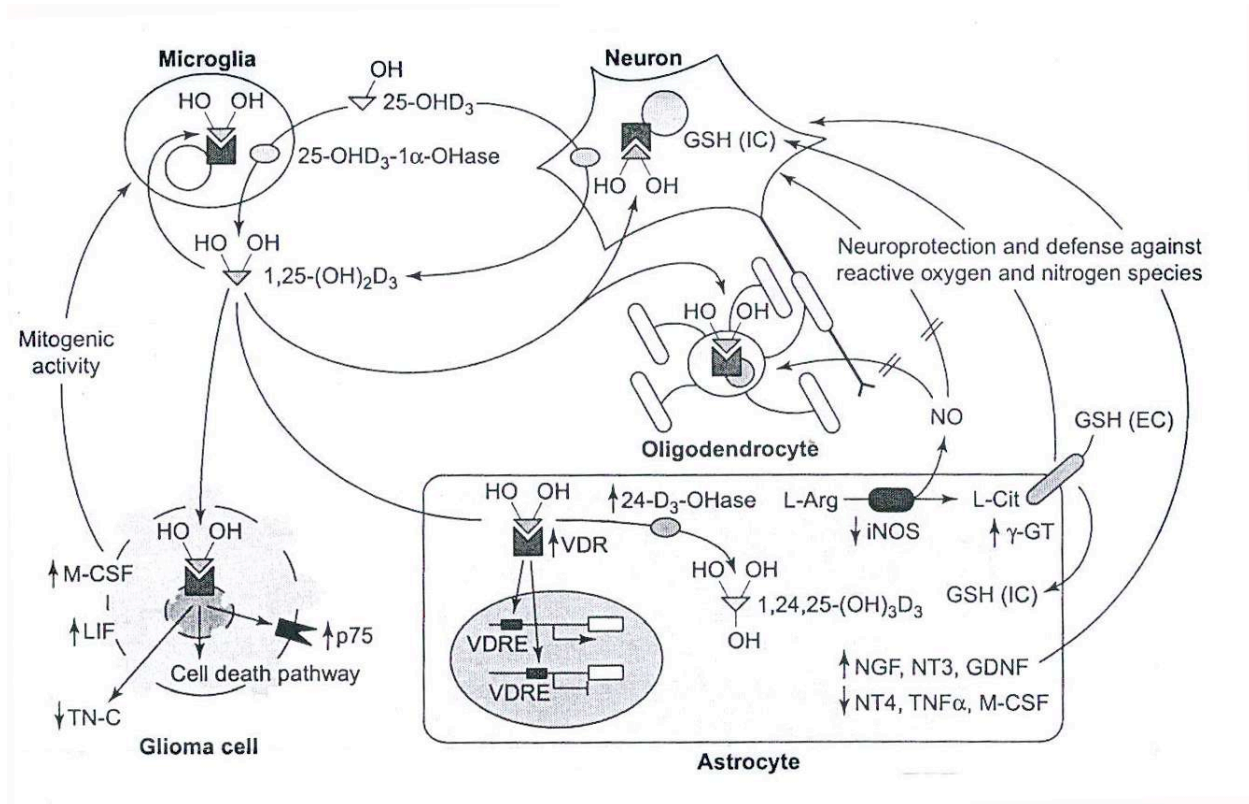 Microglia
Neuron
OH
HO OH
25-OHD₃
GSH (IC)
25-OHD₃-1α-OHase
HO OH
HO OH
1,25-(OH)₂D₃
Neuroprotection and defense against
reactive oxygen and nitrogen species
HO OH
Mitogenic
activity
NO
GSH (EC)
Oligodendrocyte
HO OH
↑24-D₃-OHase
L-Arg
L-Cit
↓iNOS
↑γ-GT
HO OH
↑VDR
↑M-CSF
HO OH
1,24,25-(OH)₃D₃
OH
GSH (IC)
↑LIF
↑p75
VDRE
Cell death pathway
VDRE
↑NGF, NT3, GDNF
↓NT4, TNFα, M-CSF
↓TN-C
Glioma cell
Astrocyte